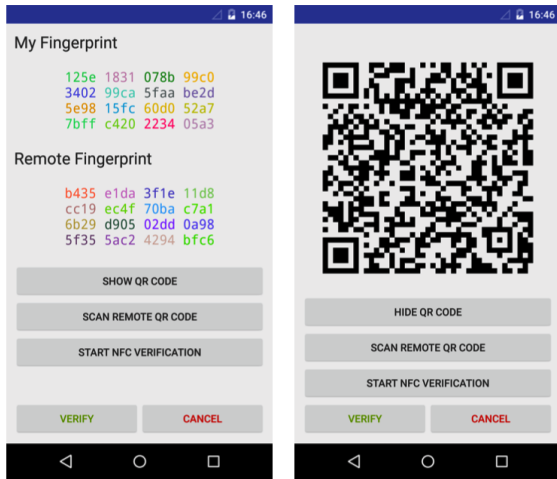 16:46
My Fingerprint
125e 1831 078b 99c0
3402 99ca 5faa be2d
5e98 15fc 60d0 52a7
7bff c420 2234 05a3
Remote Fingerprint
b435 e1da 3f1e 11d8
cc19 ec4f 70ba c7a1
6b29 d905 02dd 0a98
5f35 5ac2 4294 bfc6
SHOW QR CODE
SCAN REMOTE QR CODE
START NFC VERIFICATION
VERIFY CANCEL
16:46
HIDE QR CODE
SCAN REMOTE QR CODE
START NFC VERIFICATION
VERIFY CANCEL